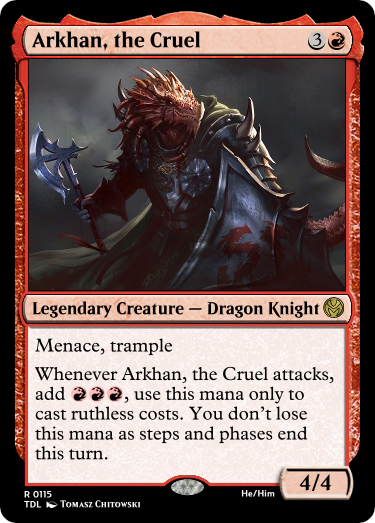 Arkhan, the Cruel 3
Legendary Creature — Dragon Knight
Menace, trample
Whenever Arkhan, the Cruel attacks,
add , use this mana only to
cast ruthless costs. You don't lose
this mana as steps and phases end
this turn.
4/4
R 0115 He/Him
TDL Tomasz Chitowski